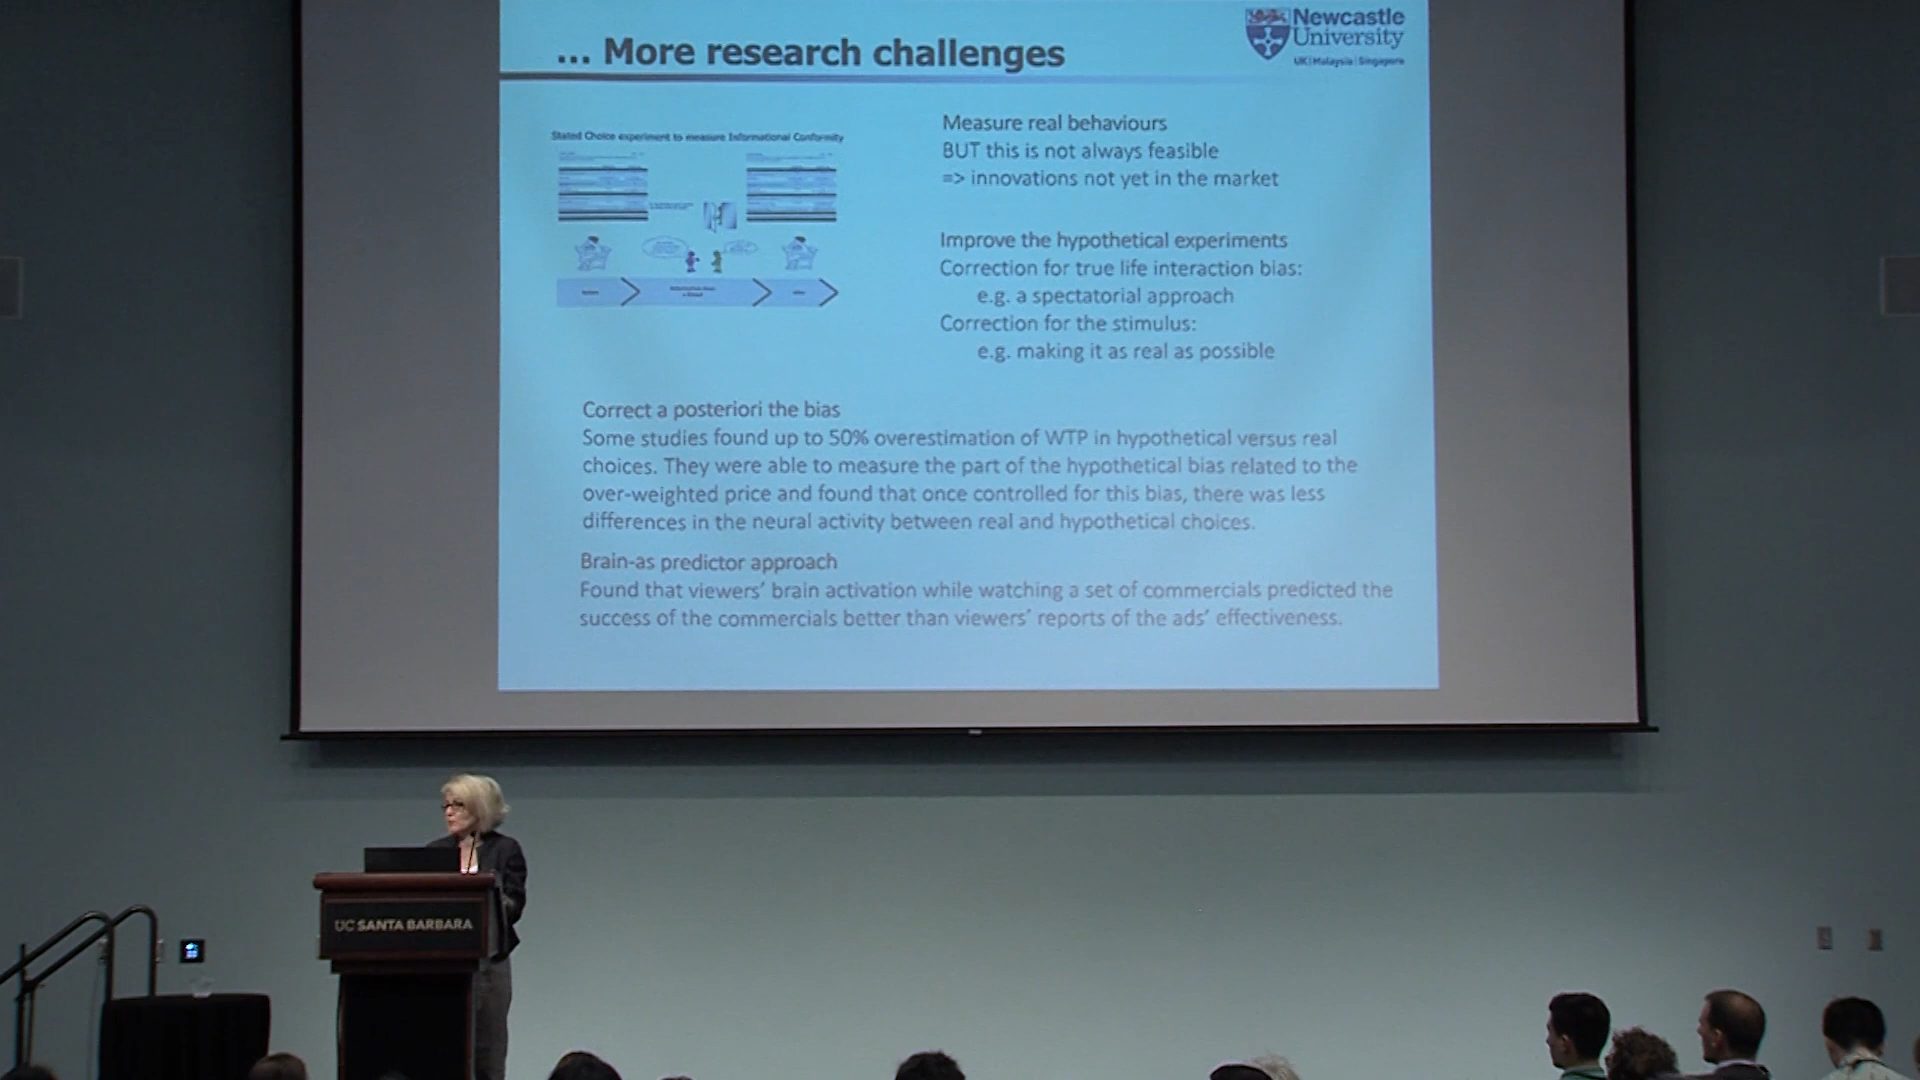 ... More research challenges
Newcastle
University
UK | Malaysia | Singapore
Stated Choice experiment to measure Informational Conformity
Measure real behaviours
BUT this is not always feasible
=> innovations not yet in the market
Improve the hypothetical experiments
Correction for true life interaction bias:
e.g. a spectatorial approach
Correction for the stimulus:
e.g. making it as real as possible
Correct a posteriori the bias
Some studies found up to 50% overestimation of WTP in hypothetical versus real
choices. They were able to measure the part of the hypothetical bias related to the
over-weighted price and found that once controlled for this bias, there was less
differences in the neural activity between real and hypothetical choices.
Brain-as predictor approach
Found that viewers’ brain activation while watching a set of commercials predicted the
success of the commercials better than viewers’ reports of the ads’ effectiveness.
UC SANTA BARBARA